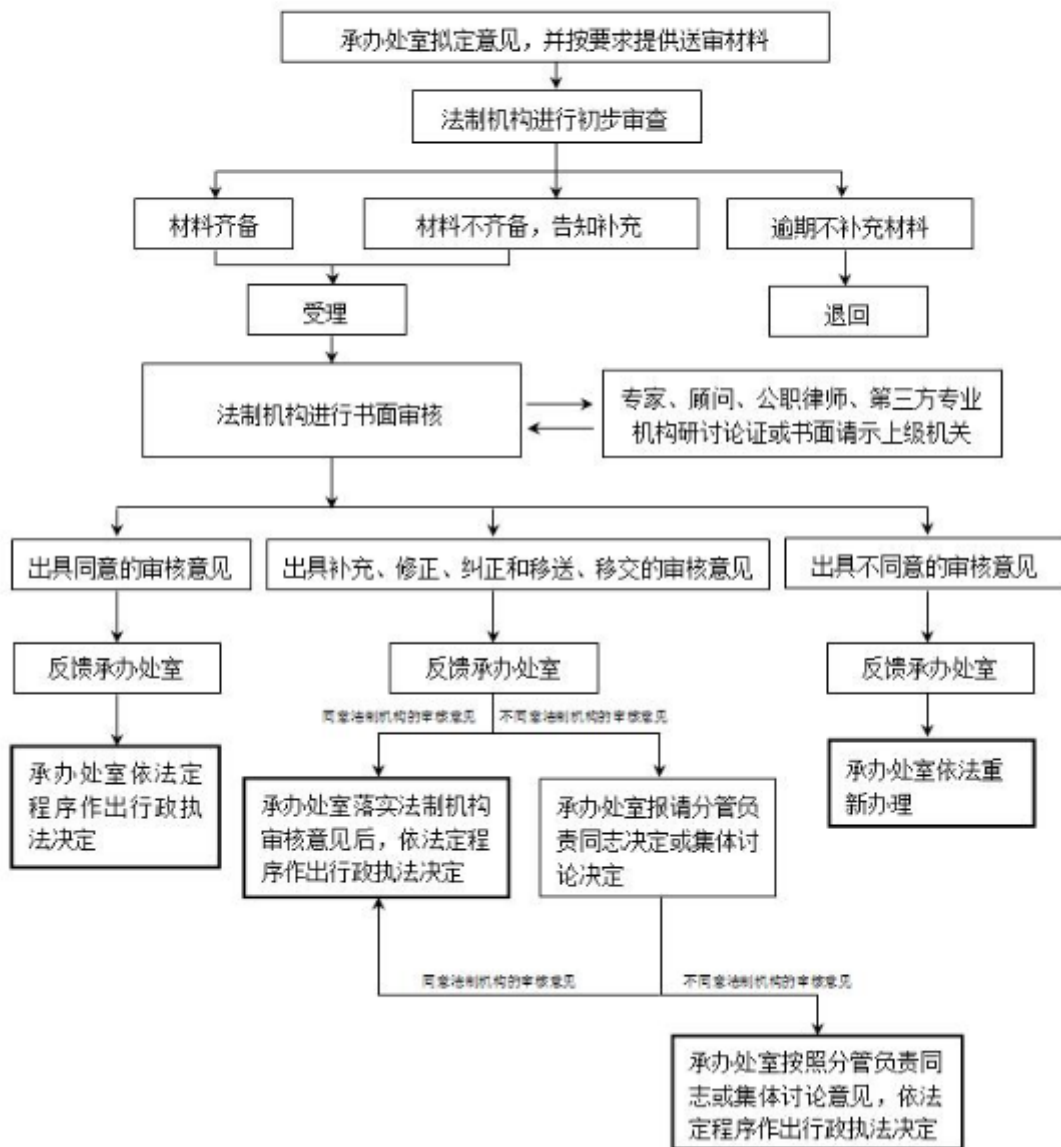 承办处室拟定意见，并按要求提供送审材料
法制机构进行初步审查
材料齐备
材料不齐备，告知补充
逾期不补充材料
受理
退回
法制机构进行书面审核
专家、顾问、公职律师、第三方专业
机构研讨论证或书面请示上级机关
出具同意的审核意见
出具补充、修正、纠正和移送、移交的审核意见
出具不同意的审核意见
反馈承办处室
反馈承办处室
反馈承办处室
同意法制机构的审核意见
不同意法制机构的审核意见
承办处室依法定
程序作出行政执
法决定
承办处室落实法制机构
审核意见后，依法定程
序作出行政执法决定
承办处室报请分管负
责同志决定或集体讨
论决定
承办处室依法重
新办理
同意法制机构的审核意见
不同意法制机构的审核意见
承办处室按照分管负责同
志或集体讨论意见，依法
定程序作出行政执法决定